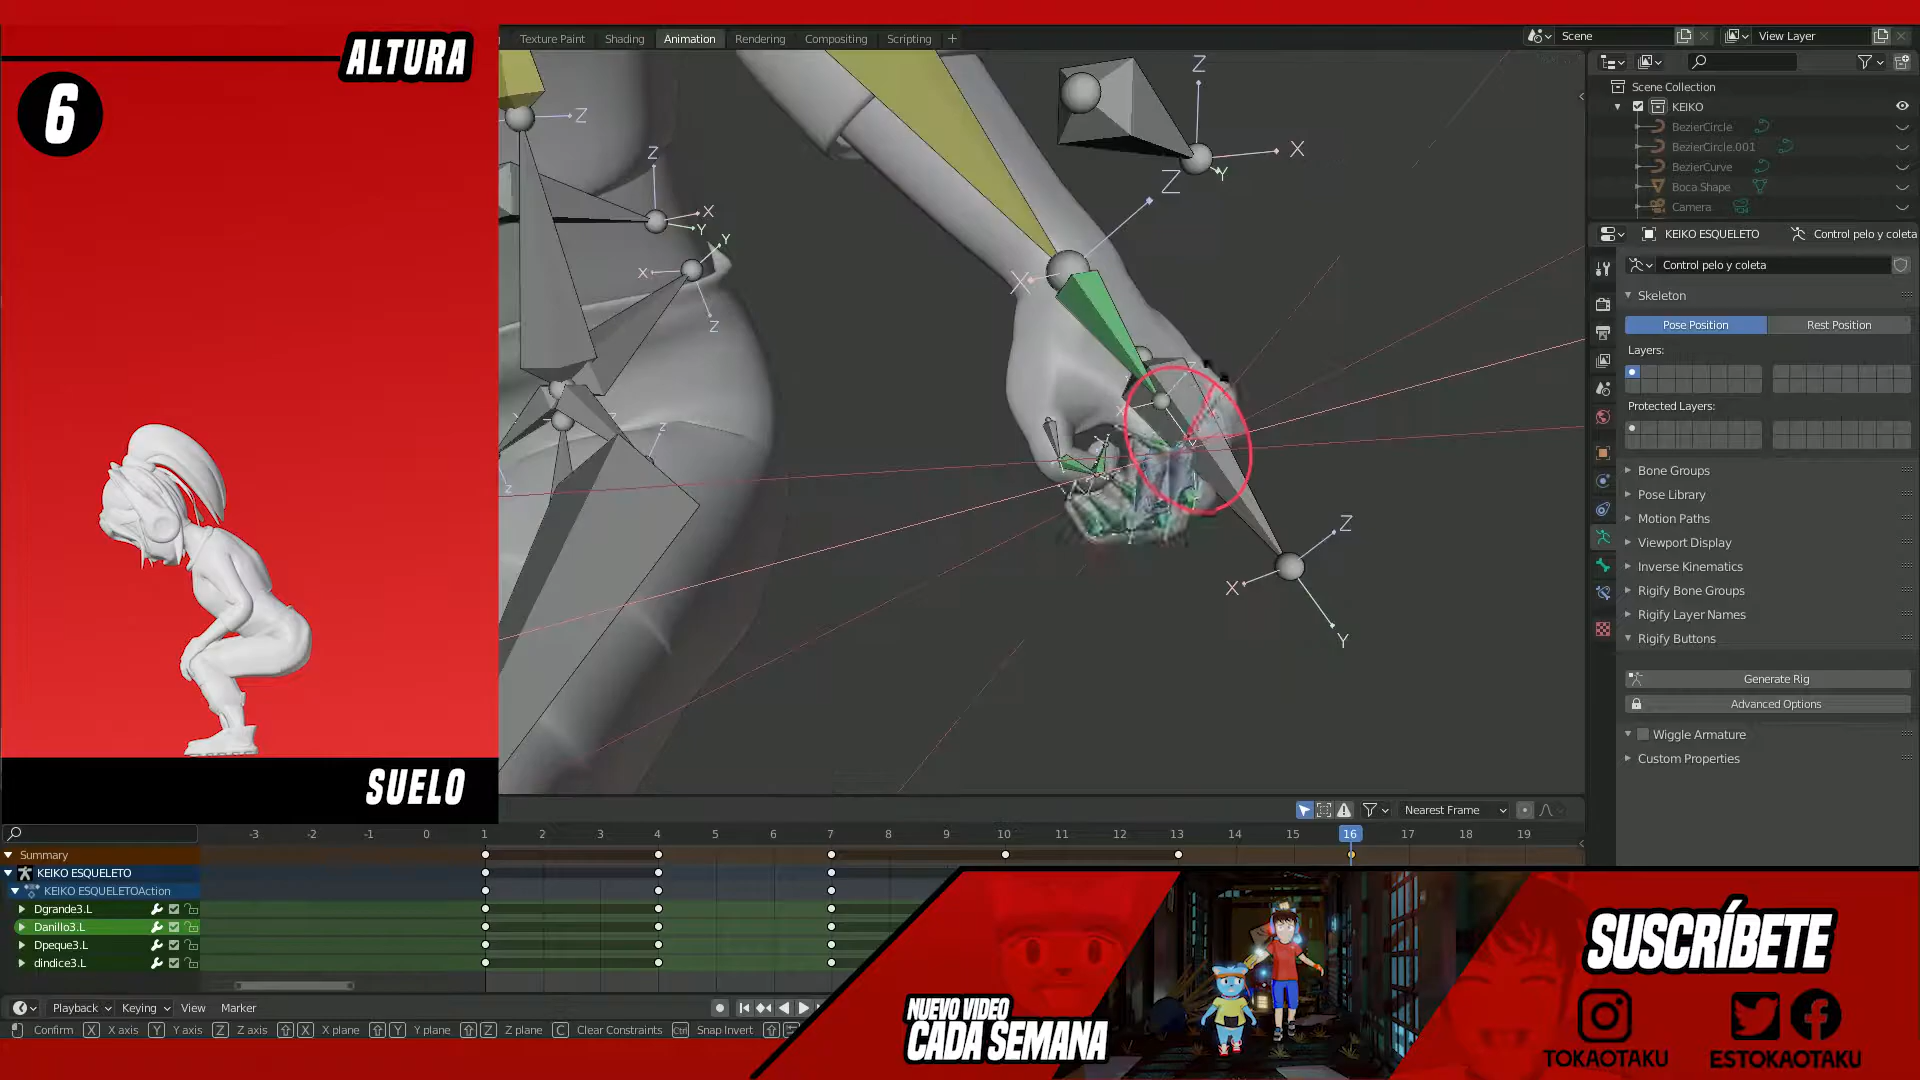 ALTURA
6
SUELO
Texture Paint Shading Animation Rendering Compositing Scripting +
Scene View Layer
Scene Collection
KEIKO
BezierCircle
BezierCircle.001
BezierCurve
Boca Shape
Camera
KEIKO ESQUELETO Control pelo y coleta
Control pelo y coleta
Skeleton
Pose Position Rest Position
Layers:
Protected Layers:
Bone Groups
Pose Library
Motion Paths
Viewport Display
Inverse Kinematics
Rigify Bone Groups
Rigify Layer Names
Rigify Buttons
Generate Rig
Advanced Options
Wiggle Armature
Custom Properties
Z
Z
X
Y
Z
X
Y
Y
X
Z
Z
X
Z
X
Y
Nearest Frame
-3 -2 -1 0 1 2 3 4 5 6 7 8 9 10 11 12 13 14 15 16 17 18 19
Summary
KEIKO ESQUELETO
KEIKO ESQUELETOAction
Dgrande3.L
Danillo3.L
Dpeque3.L
dindice3.L
Playback Keying View Marker
Confirm X X axis Y Y axis Z Z axis X X plane Y Y plane Z Z plane C Clear Constraints Ctrl Snap Invert
NUEVO VIDEO
CADA SEMANA
SUSCRÍBETE
TOKAOTAKU ESTOKAOTAKU